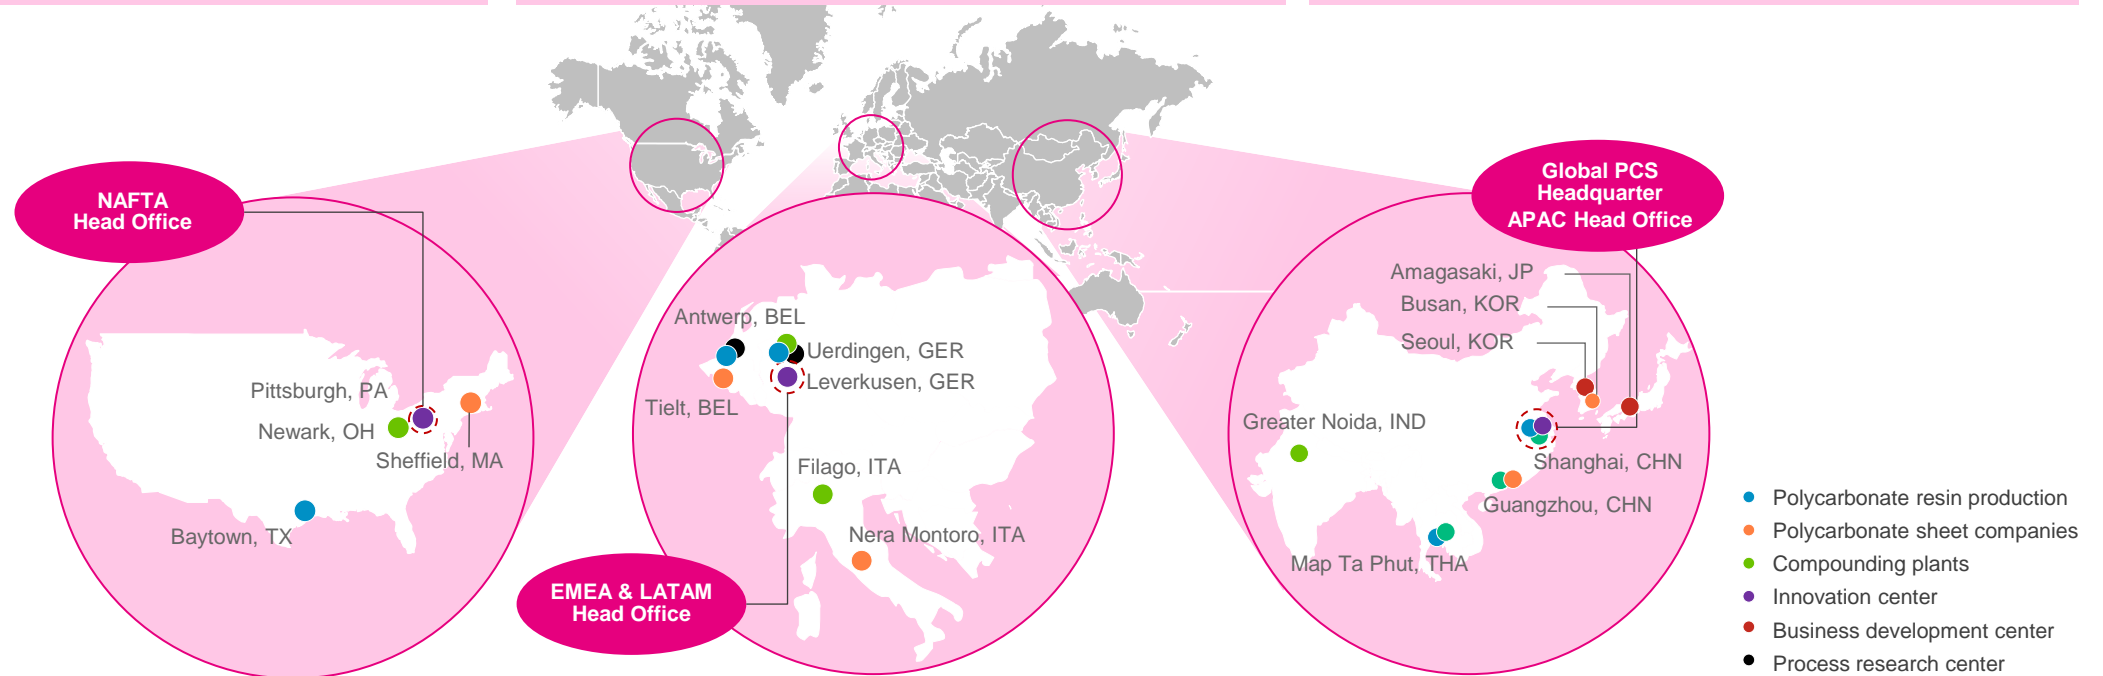 NAFTA
Head Office
Pittsburgh, PA
Newark, OH
Sheffield, MA
Baytown, TX
Antwerp, BEL
Uerdingen, GER
Leverkusen, GER
Tielt, BEL
Filago, ITA
Nera Montoro, ITA
EMEA & LATAM
Head Office
Global PCS
Headquarter
APAC Head Office
Amagasaki, JP
Busan, KOR
Seoul, KOR
Greater Noida, IND
Shanghai, CHN
Guangzhou, CHN
Map Ta Phut, THA
Polycarbonate resin production
Polycarbonate sheet companies
Compounding plants
Innovation center
Business development center
Process research center